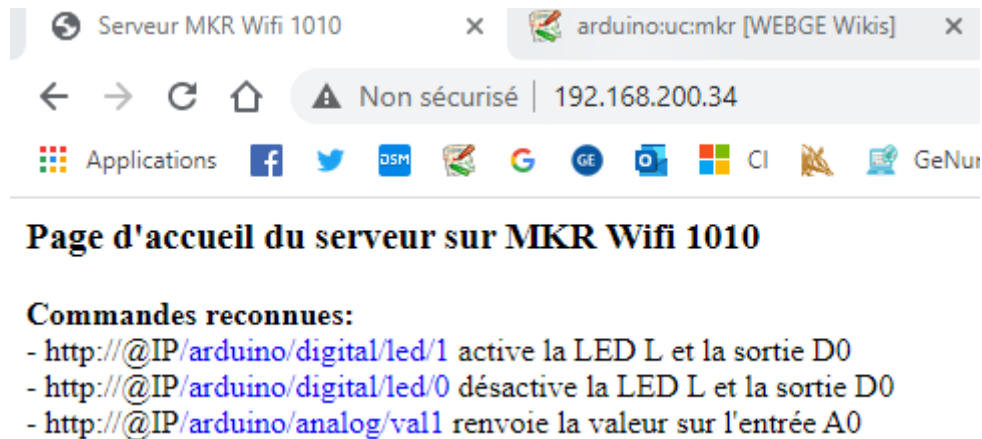 Serveur MKR Wifi 1010 × arduino:uc:mkr [WEBGE Wikis] ×
Non sécurisé | 192.168.200.34
Applications f DSM G GE o CI GeNur
Page d'accueil du serveur sur MKR Wifi 1010
Commandes reconnues:
- http://@IP/arduino/digital/led/1 active la LED L et la sortie D0
- http://@IP/arduino/digital/led/0 désactive la LED L et la sortie D0
- http://@IP/arduino/analog/val1 renvoie la valeur sur l'entrée A0